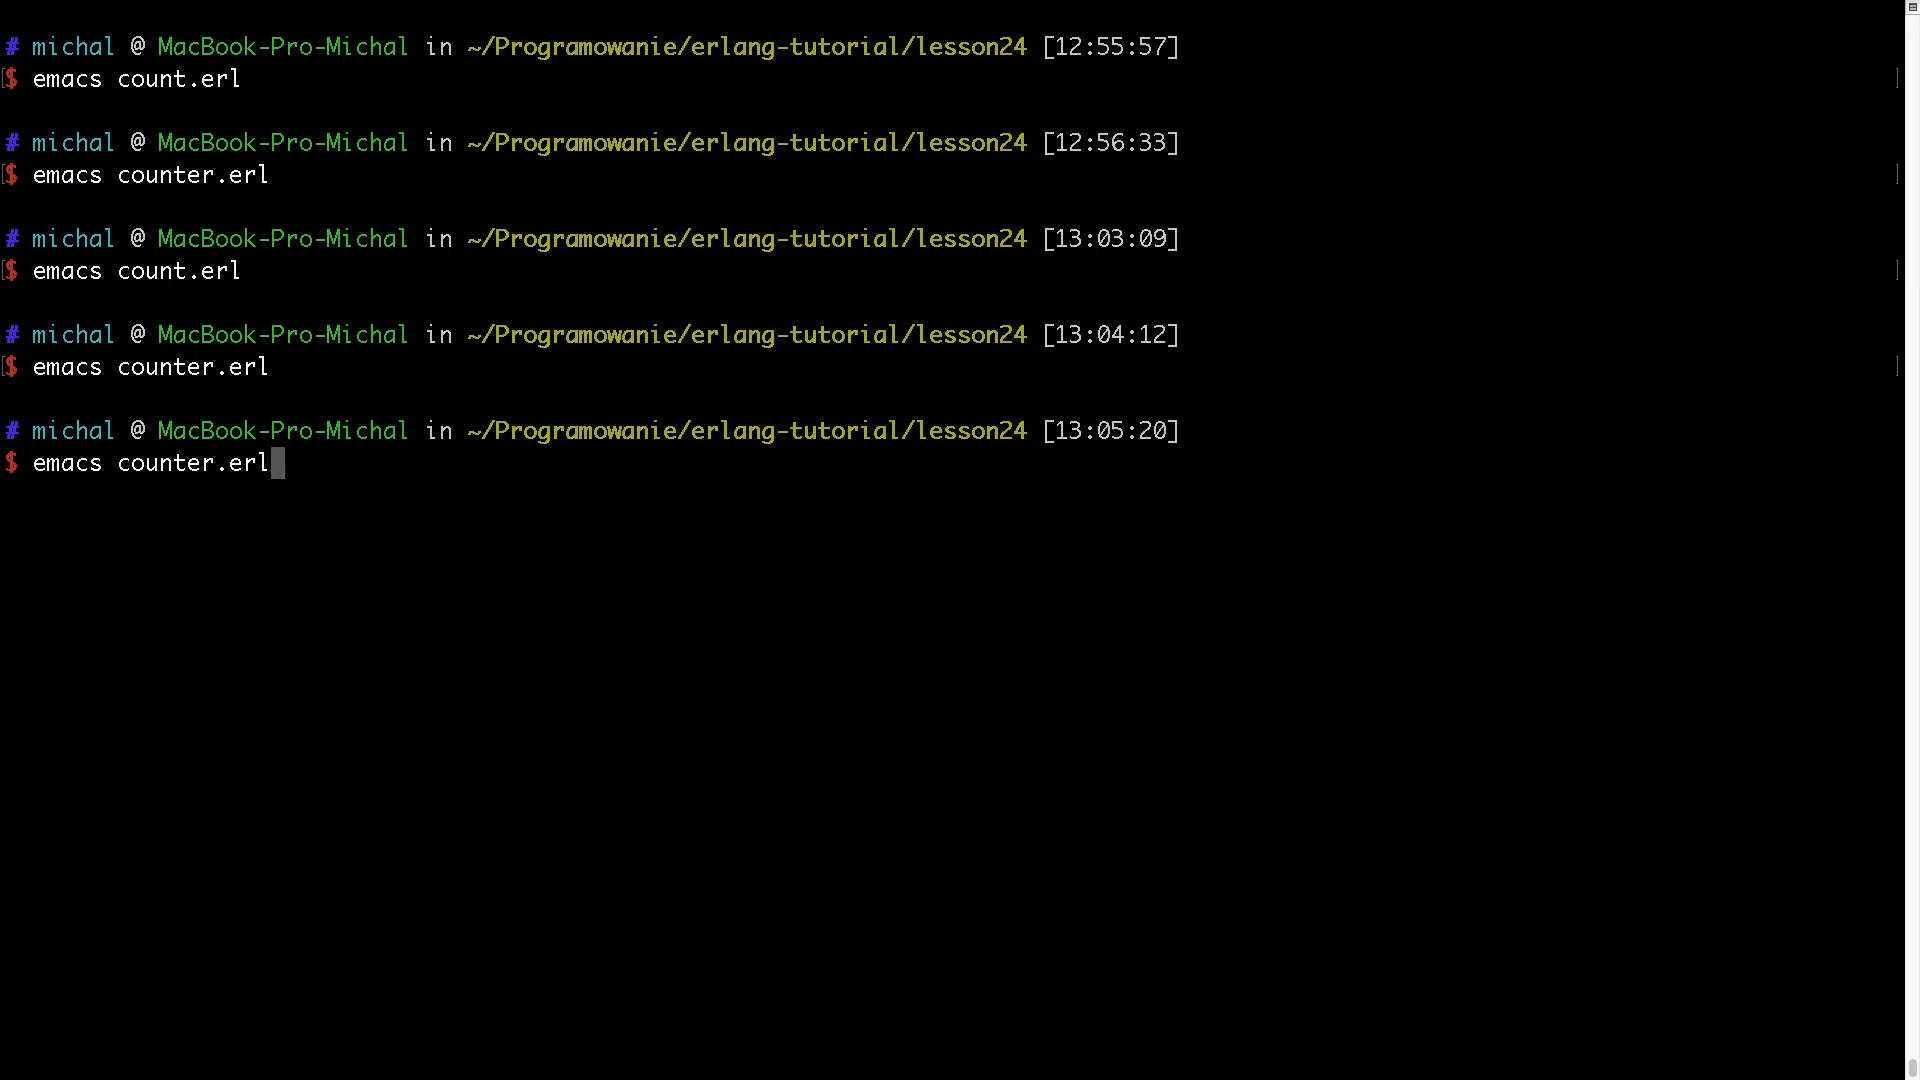 # michal @ MacBook-Pro-Michal in ~/Programowanie/erlang-tutorial/lesson24 [12:55:57]
[$ emacs count.erl ]
# michal @ MacBook-Pro-Michal in ~/Programowanie/erlang-tutorial/lesson24 [12:56:33]
[$ emacs counter.erl ]
# michal @ MacBook-Pro-Michal in ~/Programowanie/erlang-tutorial/lesson24 [13:03:09]
[$ emacs count.erl ]
# michal @ MacBook-Pro-Michal in ~/Programowanie/erlang-tutorial/lesson24 [13:04:12]
[$ emacs counter.erl ]
# michal @ MacBook-Pro-Michal in ~/Programowanie/erlang-tutorial/lesson24 [13:05:20]
$ emacs counter.erl